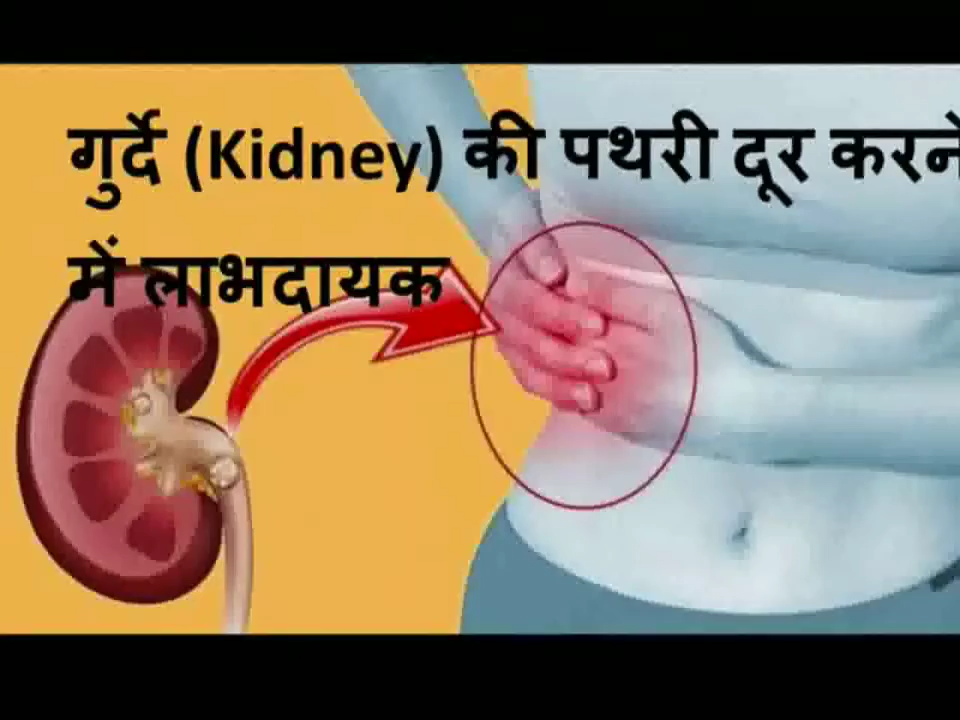 गुर्दे (Kidney) की पथरी दूर करने
में लाभदायक